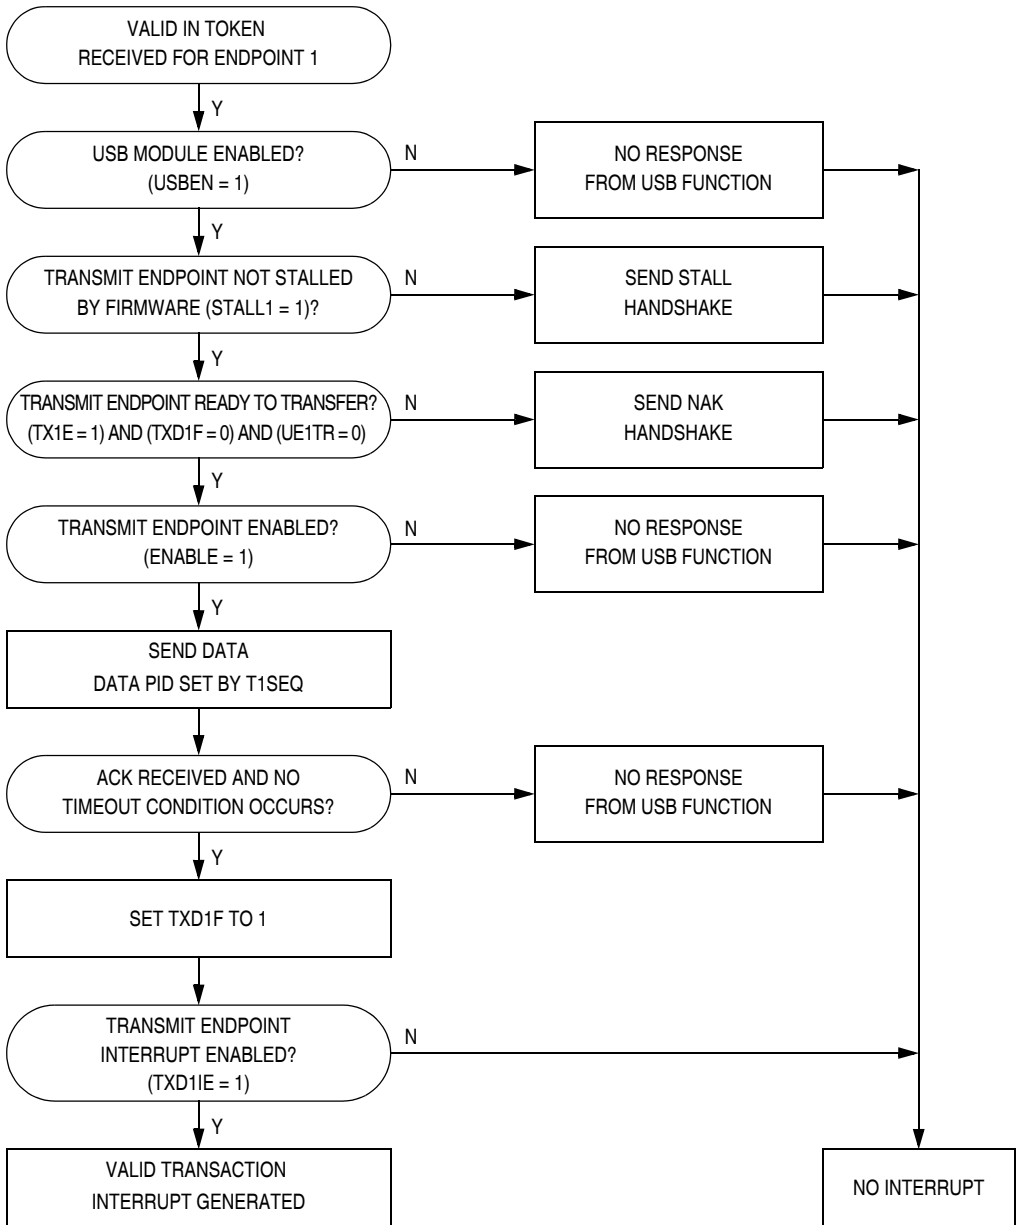 VALID IN TOKEN
RECEIVED FOR ENDPOINT 1
Y
USB MODULE ENABLED?
(USBEN = 1)
N
NO RESPONSE
FROM USB FUNCTION
Y
TRANSMIT ENDPOINT NOT STALLED
BY FIRMWARE (STALL1 = 1)?
N
SEND STALL
HANDSHAKE
Y
TRANSMIT ENDPOINT READY TO TRANSFER?
(TX1E = 1) AND (TXD1F = 0) AND (UE1TR = 0)
N
SEND NAK
HANDSHAKE
Y
TRANSMIT ENDPOINT ENABLED?
(ENABLE = 1)
N
NO RESPONSE
FROM USB FUNCTION
Y
SEND DATA
DATA PID SET BY T1SEQ
ACK RECEIVED AND NO
TIMEOUT CONDITION OCCURS?
N
NO RESPONSE
FROM USB FUNCTION
Y
SET TXD1F TO 1
TRANSMIT ENDPOINT
INTERRUPT ENABLED?
(TXD1IE = 1)
N
Y
VALID TRANSACTION
INTERRUPT GENERATED
NO INTERRUPT